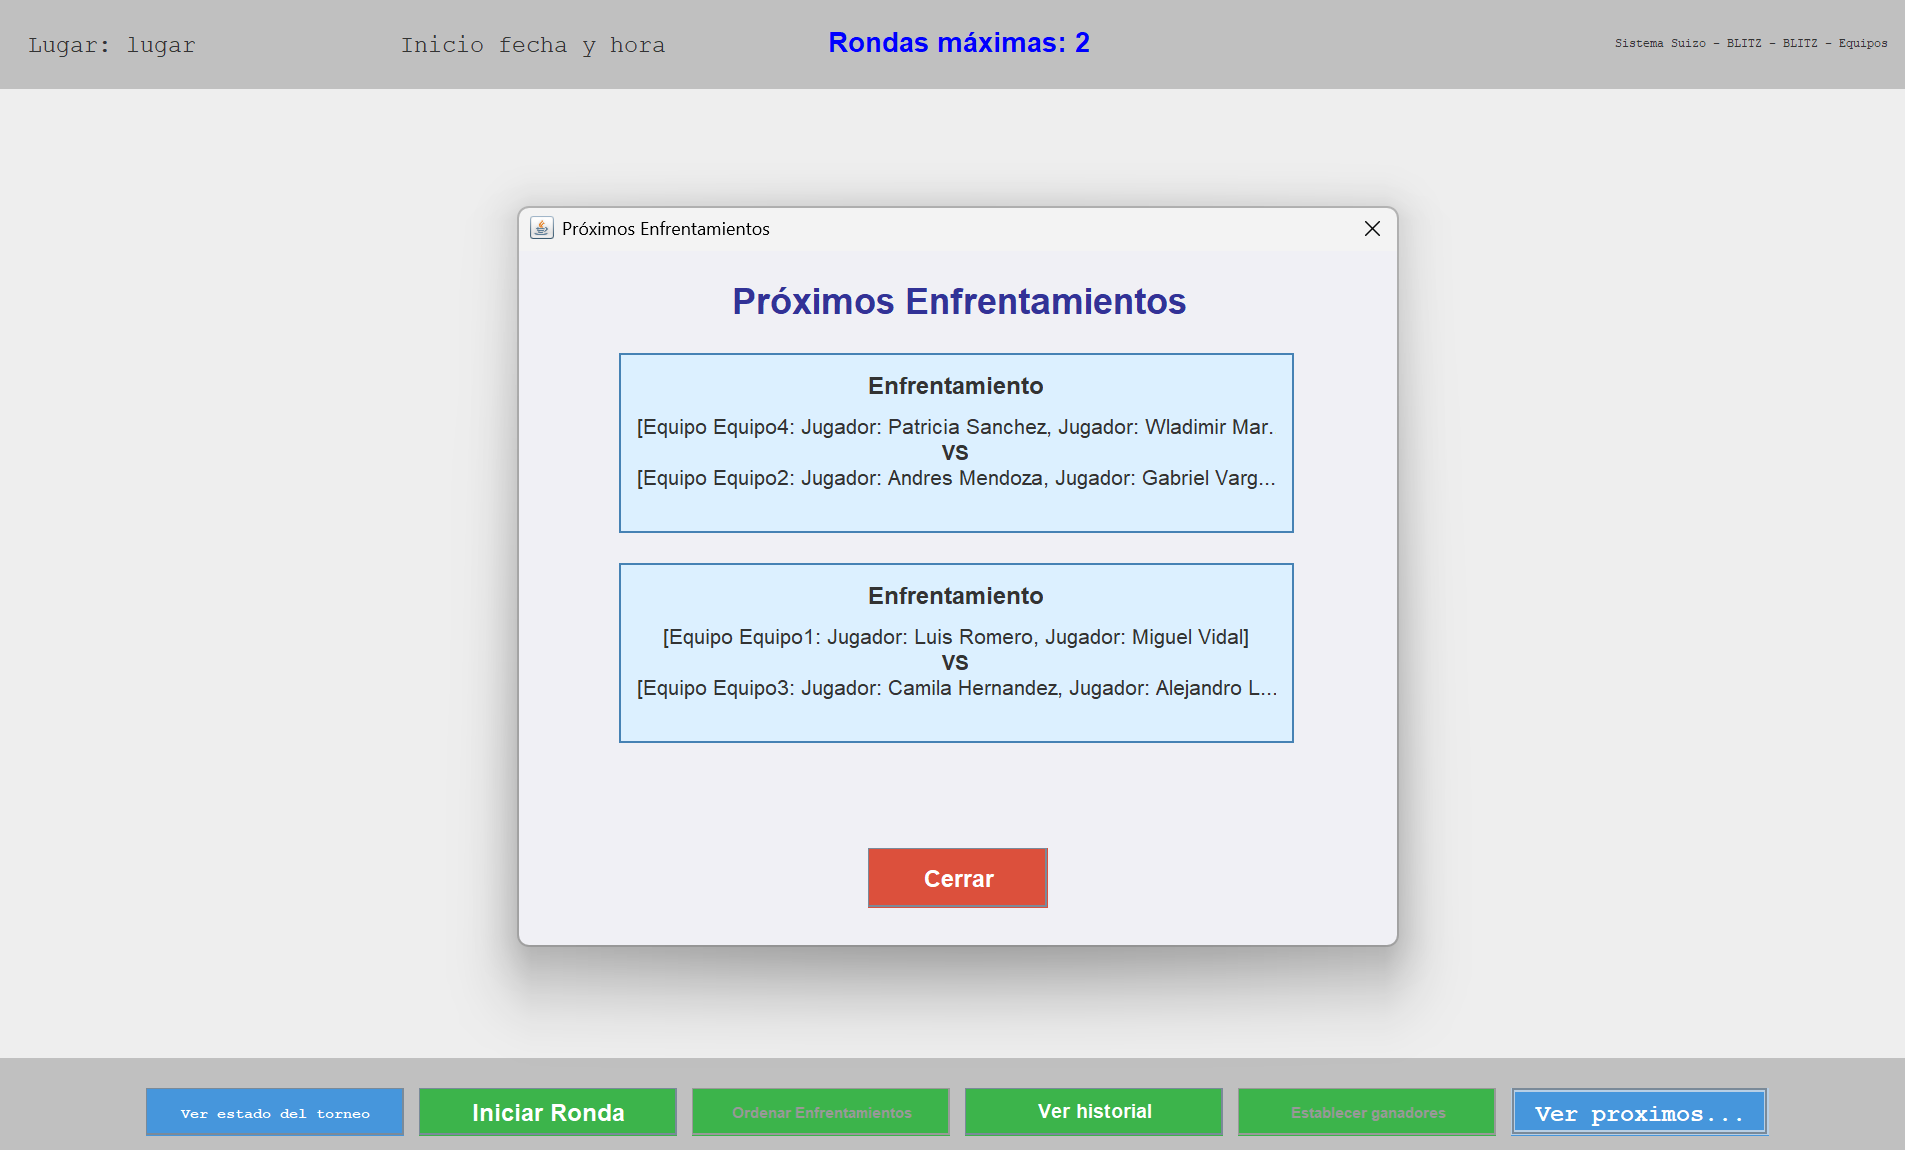 Lugar: lugar
Inicio fecha y hora
Rondas máximas: 2
Sistema Suizo - BLITZ - BLITZ - Equipos
Próximos Enfrentamientos
Próximos Enfrentamientos
Enfrentamiento
[Equipo Equipo4: Jugador: Patricia Sanchez, Jugador: Wladimir Mar.
VS
[Equipo Equipo2: Jugador: Andres Mendoza, Jugador: Gabriel Varg...
Enfrentamiento
[Equipo Equipo1: Jugador: Luis Romero, Jugador: Miguel Vidal]
VS
[Equipo Equipo3: Jugador: Camila Hernandez, Jugador: Alejandro L...
Cerrar
Ver estado del torneo
Iniciar Ronda
Ordenar Enfrentamientos
Ver historial
Establecer ganadores
Ver proximos...